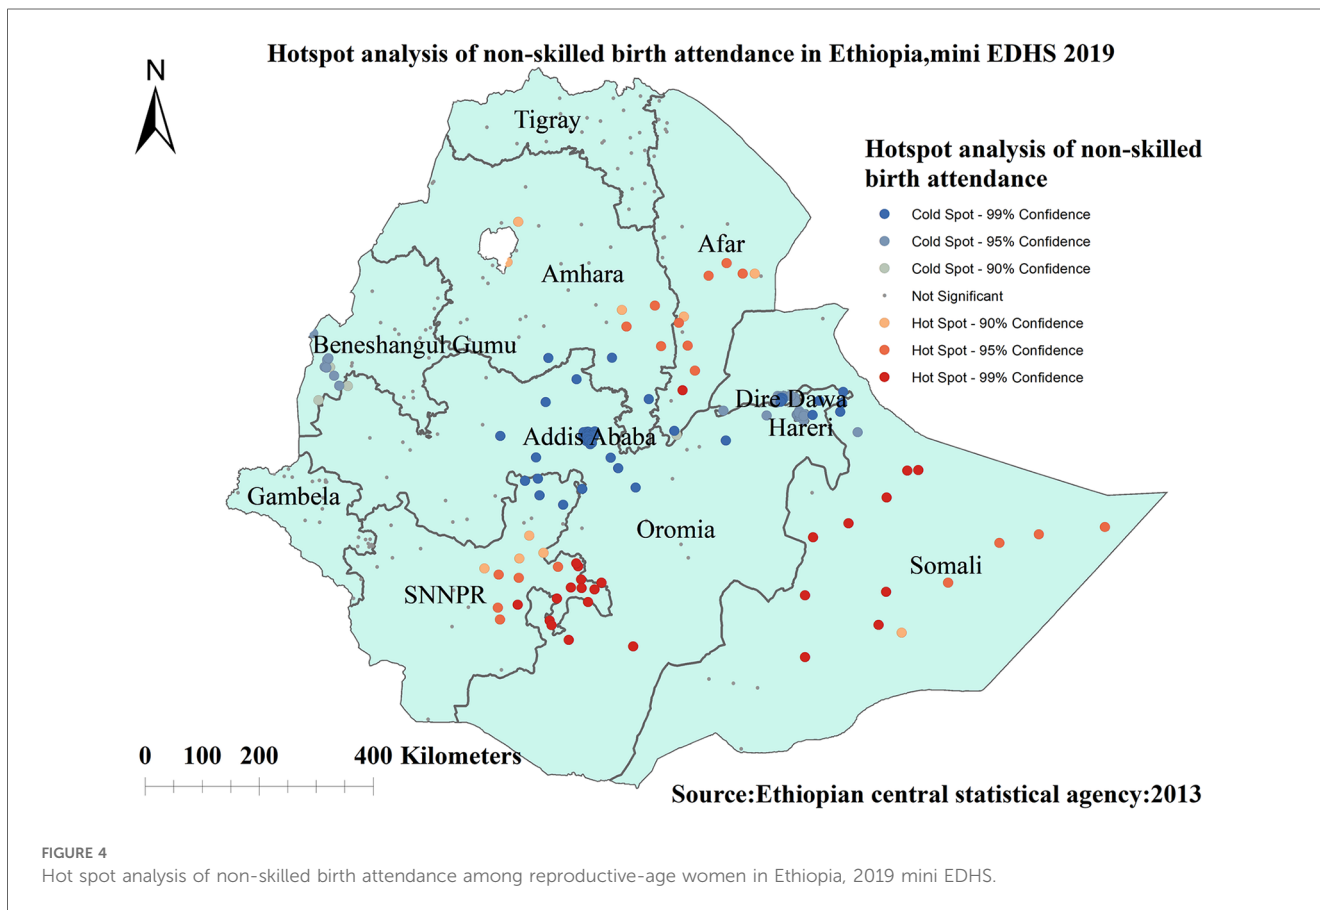 Hotspot analysis of non-skilled birth attendance in Ethiopia,mini EDHS 2019
N
Tigray
Hotspot analysis of non-skilled
birth attendance
Cold Spot - 99% Confidence
Cold Spot - 95% Confidence
Cold Spot - 90% Confidence
Not Significant
Hot Spot - 90% Confidence
Hot Spot - 95% Confidence
Hot Spot - 99% Confidence
Afar
Amhara
Beneshangul Gumu
Dire Dawa
Hareri
Addis Ababa
Gambela
Oromia
Somali
SNNPR
0 100 200 400 Kilometers
Source:Ethiopian central statistical agency:2013
FIGURE 4
Hot spot analysis of non-skilled birth attendance among reproductive-age women in Ethiopia, 2019 mini EDHS.